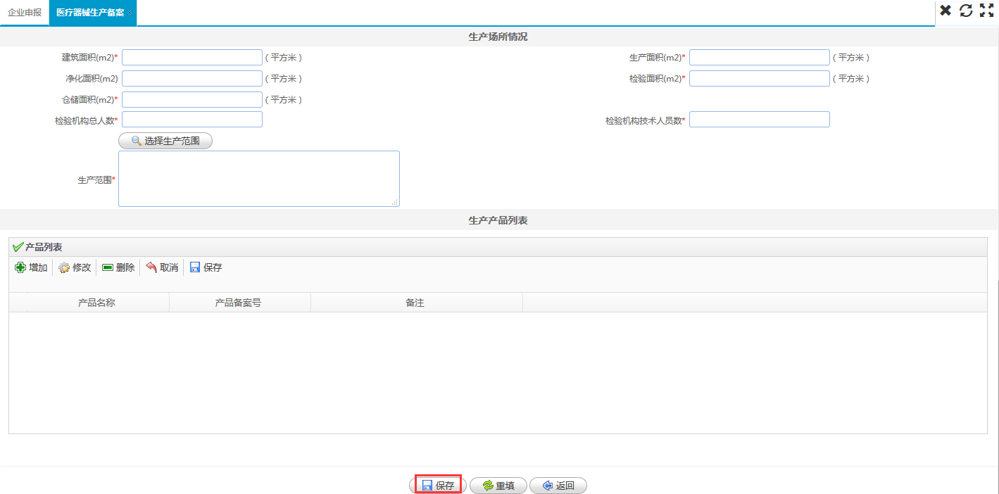 企业申报 医疗器械生产备案 ×
生产场所情况
建筑面积(m2)* ( 平方米 ) 生产面积(m2)* ( 平方米 )
净化面积(m2) ( 平方米 ) 检验面积(m2)* ( 平方米 )
仓储面积(m2)* ( 平方米 )
检验机构总人数* 检验机构技术人员数*
选择生产范围
生产范围*
生产产品列表
产品列表
增加 修改 删除 取消 保存
产品名称 产品备案号 备注
保存 重填 返回